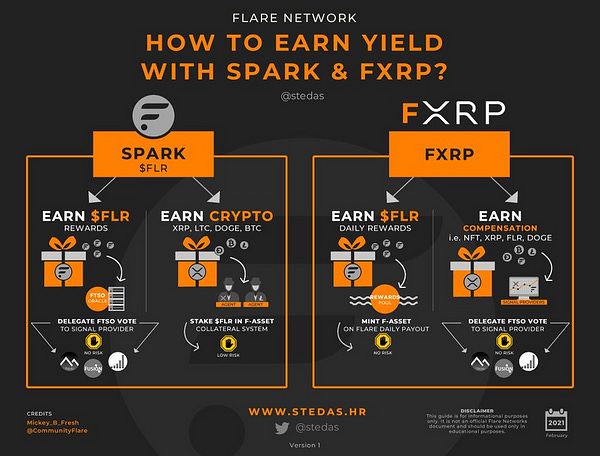 FLARE NETWORK
HOW TO EARN YIELD
WITH SPARK & FXRP?
@stedas
FXRP
SPARK
$FLR
FXRP
EARN $FLR
REWARDS
FTSO
ORACLE
DELEGATE FTSO VOTE
TO SIGNAL PROVIDER
NO RISK
FUSION
EARN CRYPTO
XRP, LTC, DOGE, BTC
AGENT
AGENT
STAKE $FLR IN F-ASSET
COLLATERAL SYSTEM
LOW RISK
EARN $FLR
DAILY REWARDS
REWARDS
POOL
MINT F-ASSET
ON FLARE DAILY PAYOUT
NO RISK
EARN
COMPENSATION
i.e. NFT, XRP, FLR, DOGE
SIGNAL PROVIDERS
DELEGATE FTSO VOTE
TO SIGNAL PROVIDER
NO RISK
FUSION
CREDITS
Mickey_B_Fresh
@CommunityFlare
WWW.STEDAS.HR
@stedas
Version 1
DISCLAIMER
This guide is for informational purposes
only. It is not an official Flare Networks
document and should be used only in
educational purposes.
2021
February